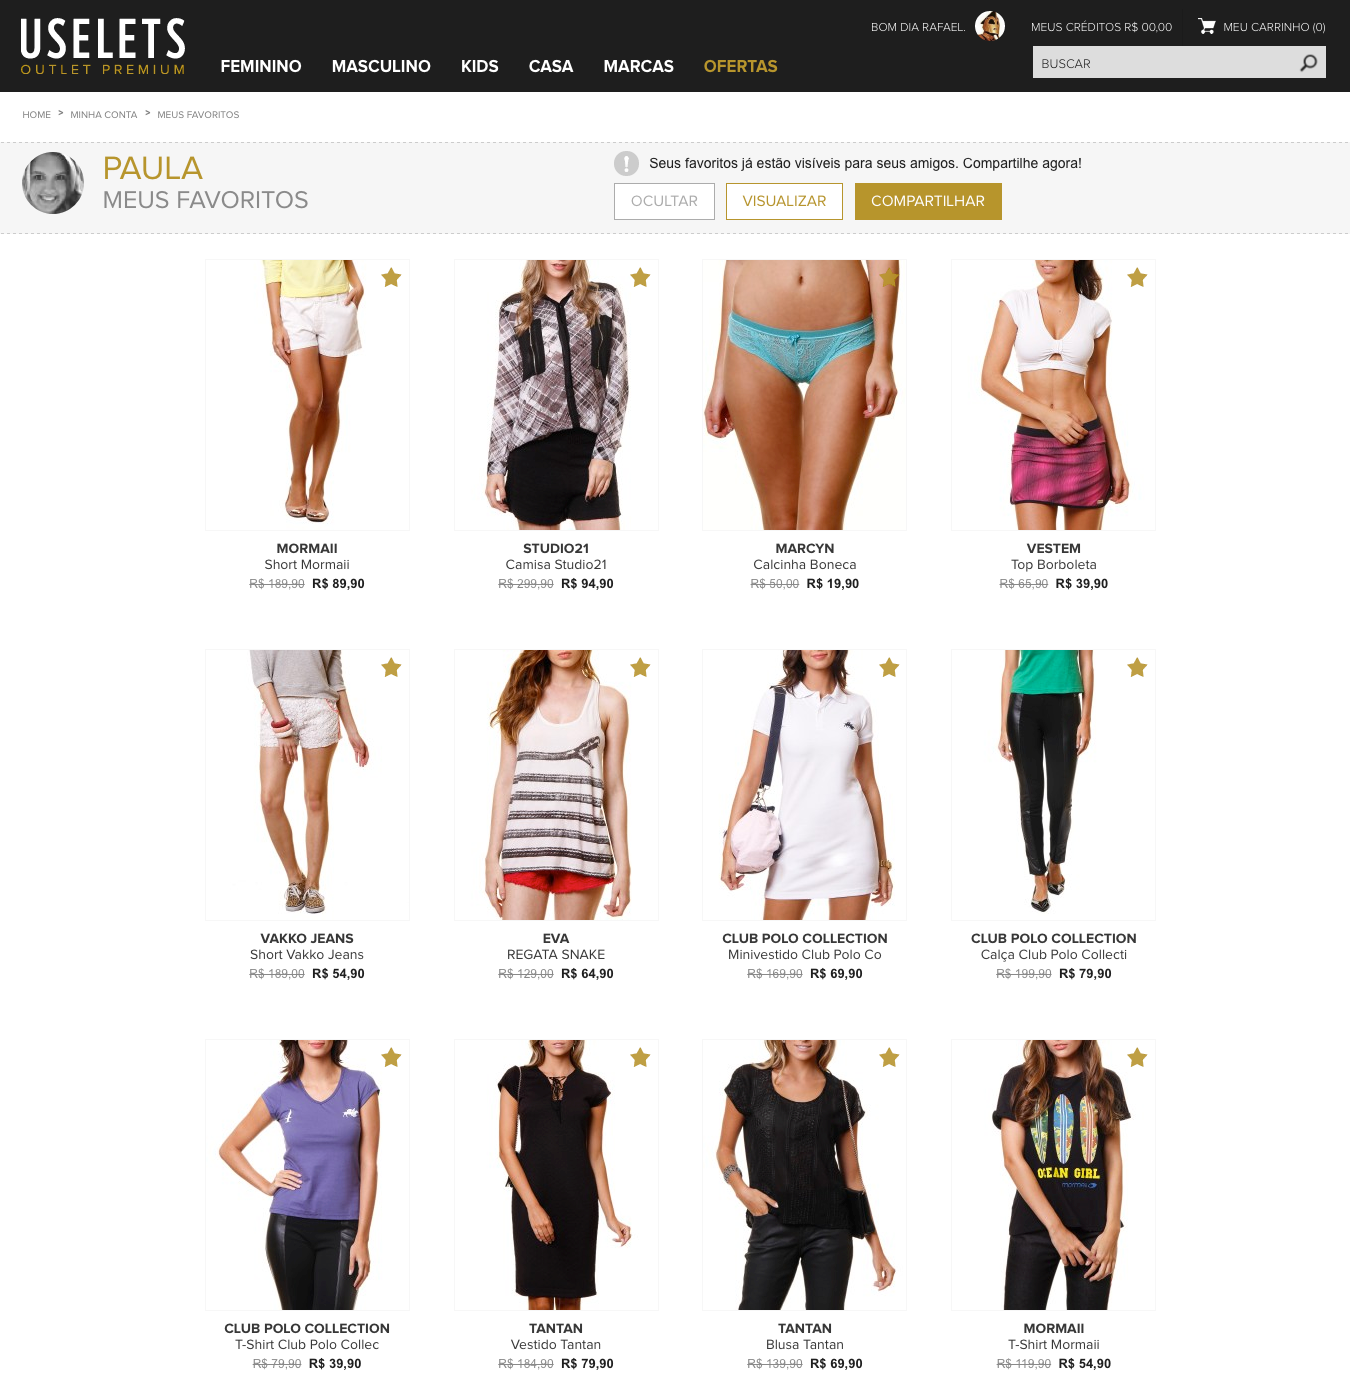 USELETS
OUTLET PREMIUM
FEMININO MASCULINO KIDS CASA MARCAS OFERTAS
BOM DIA RAFAEL. MEUS CRÉDITOS R$ 00,00 MEU CARRINHO (0)
BUSCAR
HOME > MINHA CONTA > MEUS FAVORITOS
PAULA
MEUS FAVORITOS
Seus favoritos já estão visíveis para seus amigos. Compartilhe agora!
OCULTAR VISUALIZAR COMPARTILHAR
MORMAII
Short Mormaii
R$ 189,90 R$ 89,90
STUDIO21
Camisa Studio21
R$ 299,90 R$ 94,90
MARCYN
Calcinha Boneca
R$ 50,00 R$ 19,90
VESTEM
Top Borboleta
R$ 65,90 R$ 39,90
VAKKO JEANS
Short Vakko Jeans
R$ 189,00 R$ 54,90
EVA
REGATA SNAKE
R$ 129,00 R$ 64,90
CLUB POLO COLLECTION
Minivestido Club Polo Co
R$ 169,90 R$ 69,90
CLUB POLO COLLECTION
Calça Club Polo Collecti
R$ 199,90 R$ 79,90
OCEAN GIRL
mormaii
CLUB POLO COLLECTION
T-Shirt Club Polo Collec
R$ 79,90 R$ 39,90
TANTAN
Vestido Tantan
R$ 184,90 R$ 79,90
TANTAN
Blusa Tantan
R$ 139,90 R$ 69,90
MORMAII
T-Shirt Mormaii
R$ 119,90 R$ 54,90